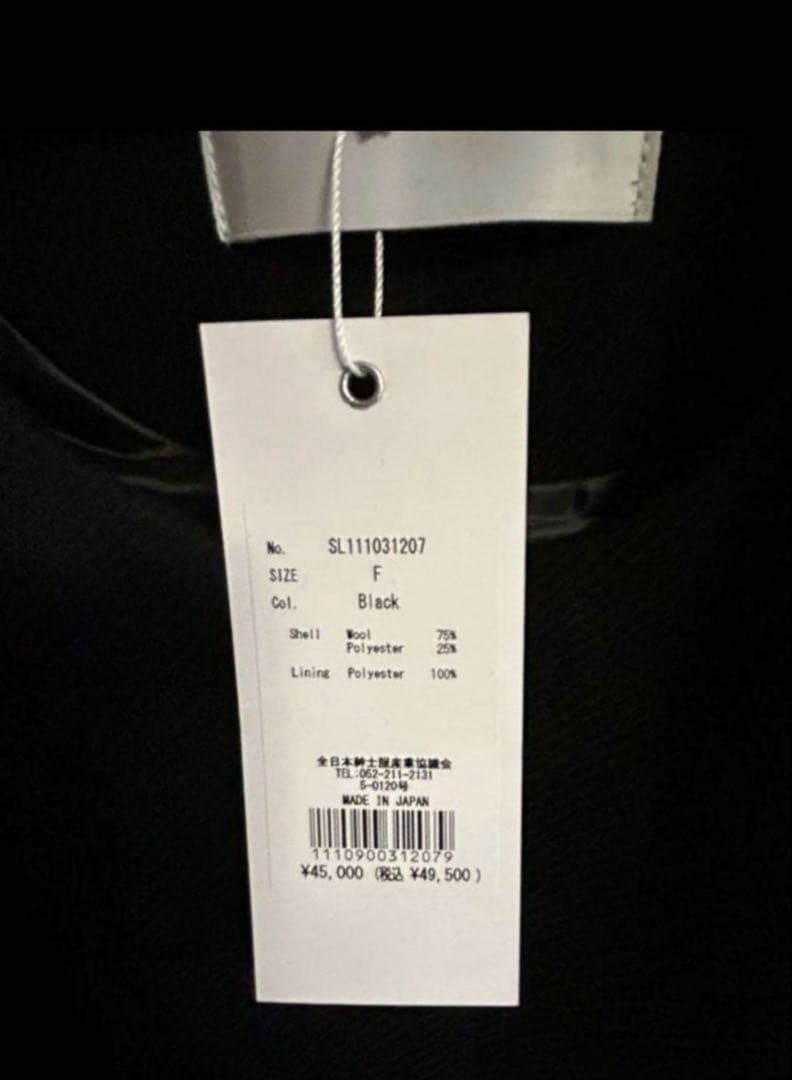 No. SL111031207
SIZE F
Col. Black
Shell Wool 75%
Polyester 25%
Lining Polyester 100%
全日本紳士服産業協議会
TEL:052-211-2131
5-0120号
MADE IN JAPAN
1110900312079
¥45,000 (税込 ¥49,500)